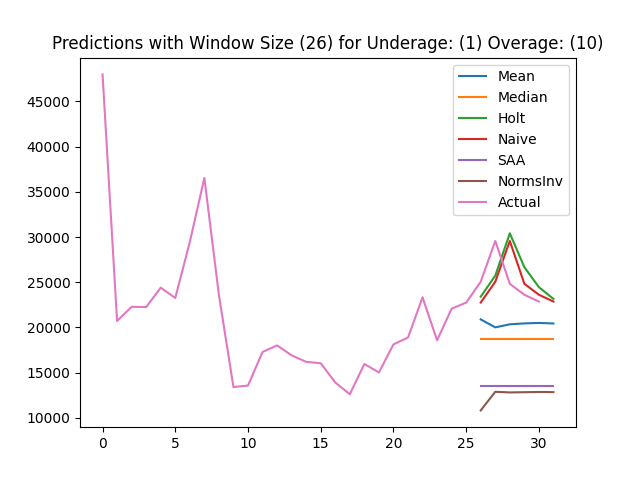 Predictions with Window Size (26) for Underage: (1) Overage: (10)
Mean
Median
Holt
Naive
SAA
NormsInv
Actual
45000
40000
35000
30000
25000
20000
15000
10000
0 5 10 15 20 25 30